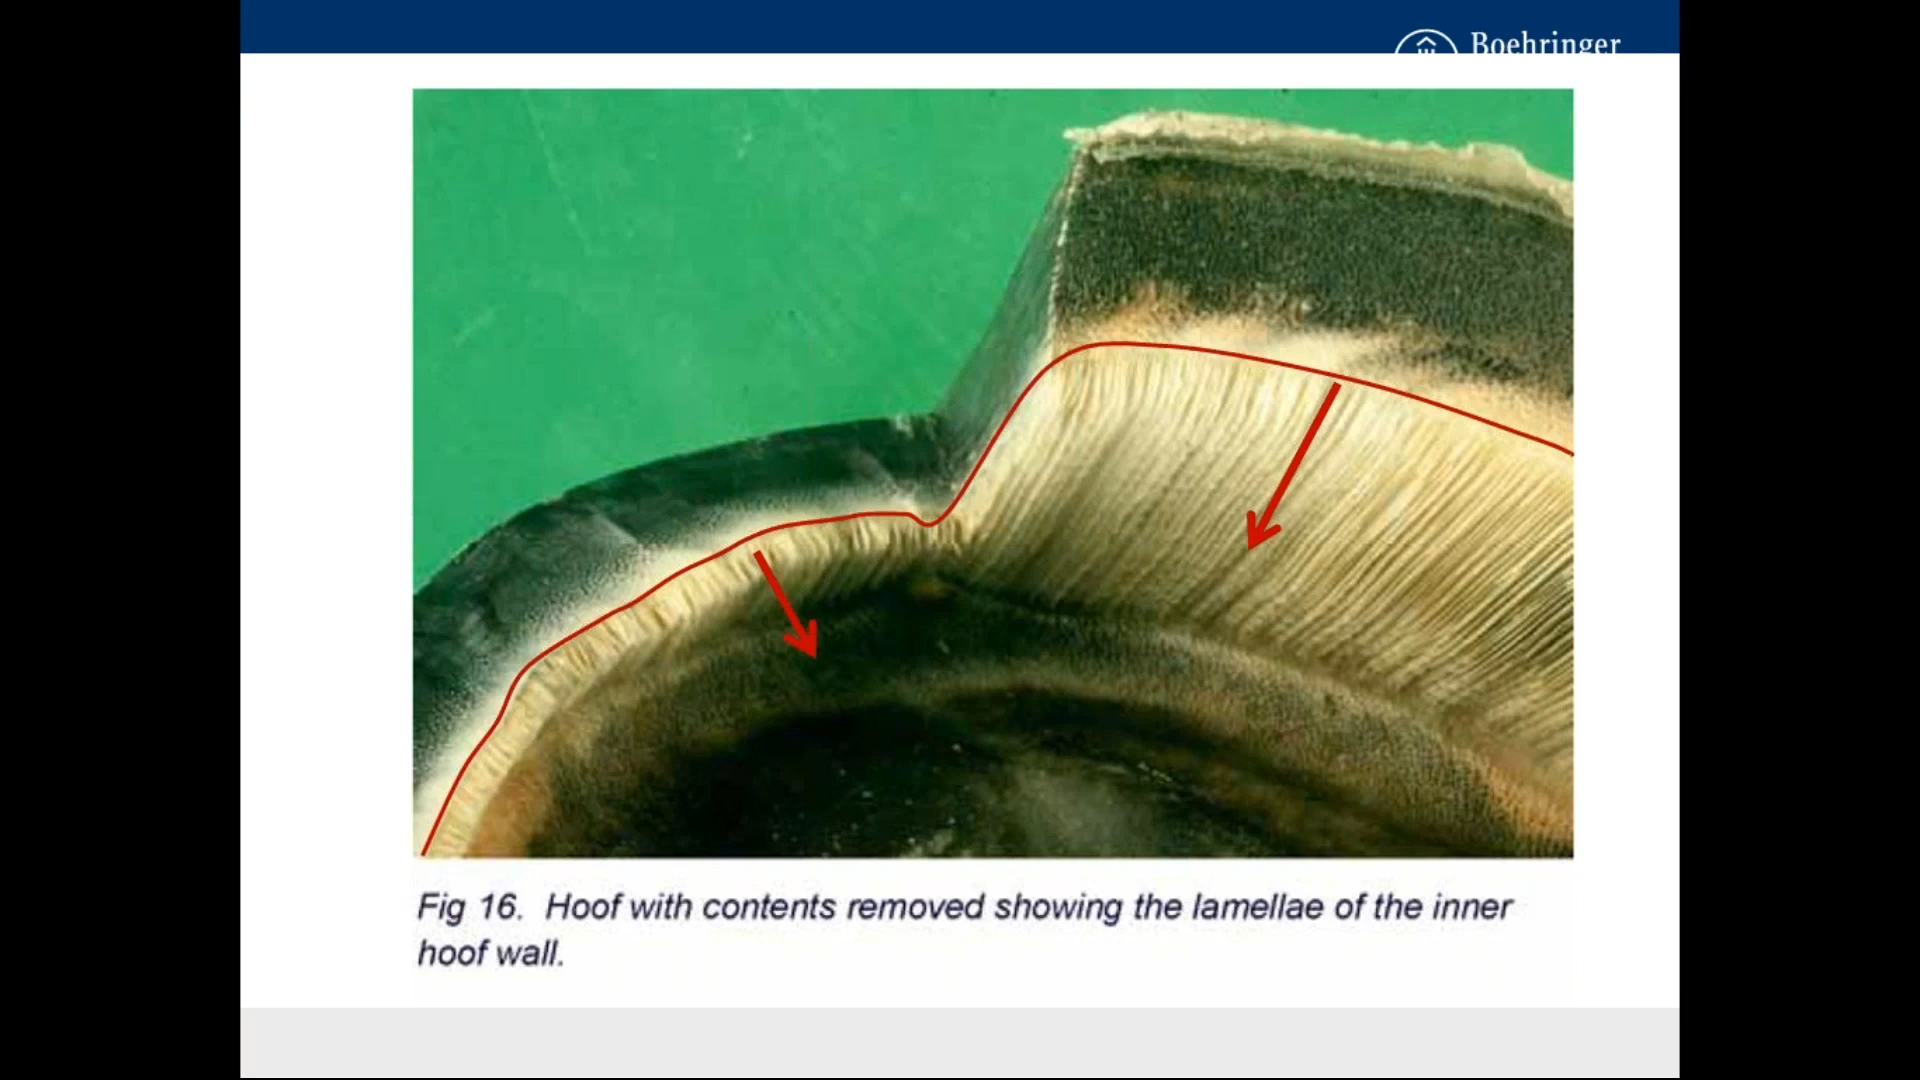 Boehringer
Fig 16. Hoof with contents removed showing the lamellae of the inner
hoof wall.